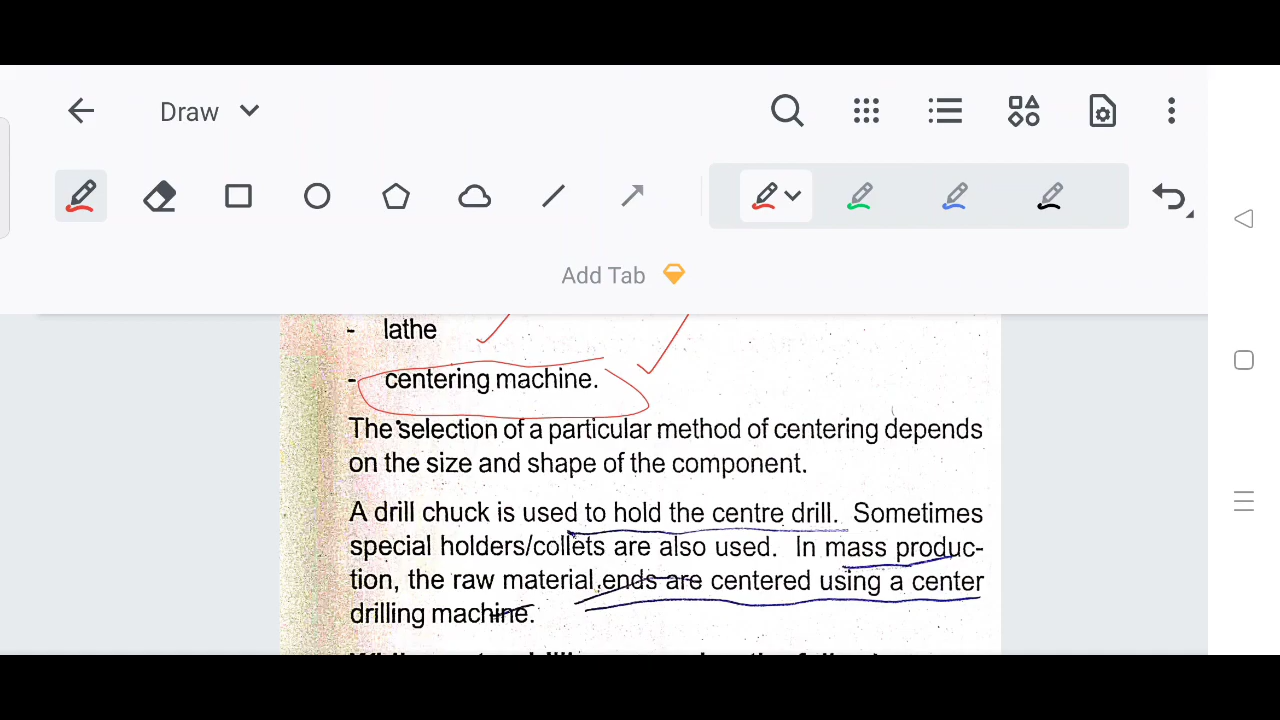 Draw
Add Tab
- lathe
- centering machine.
The selection of a particular method of centering depends
on the size and shape of the component.
A drill chuck is used to hold the centre drill. Sometimes
special holders/collets are also used. In mass produc-
tion, the raw material ends are centered using a center
drilling machine.